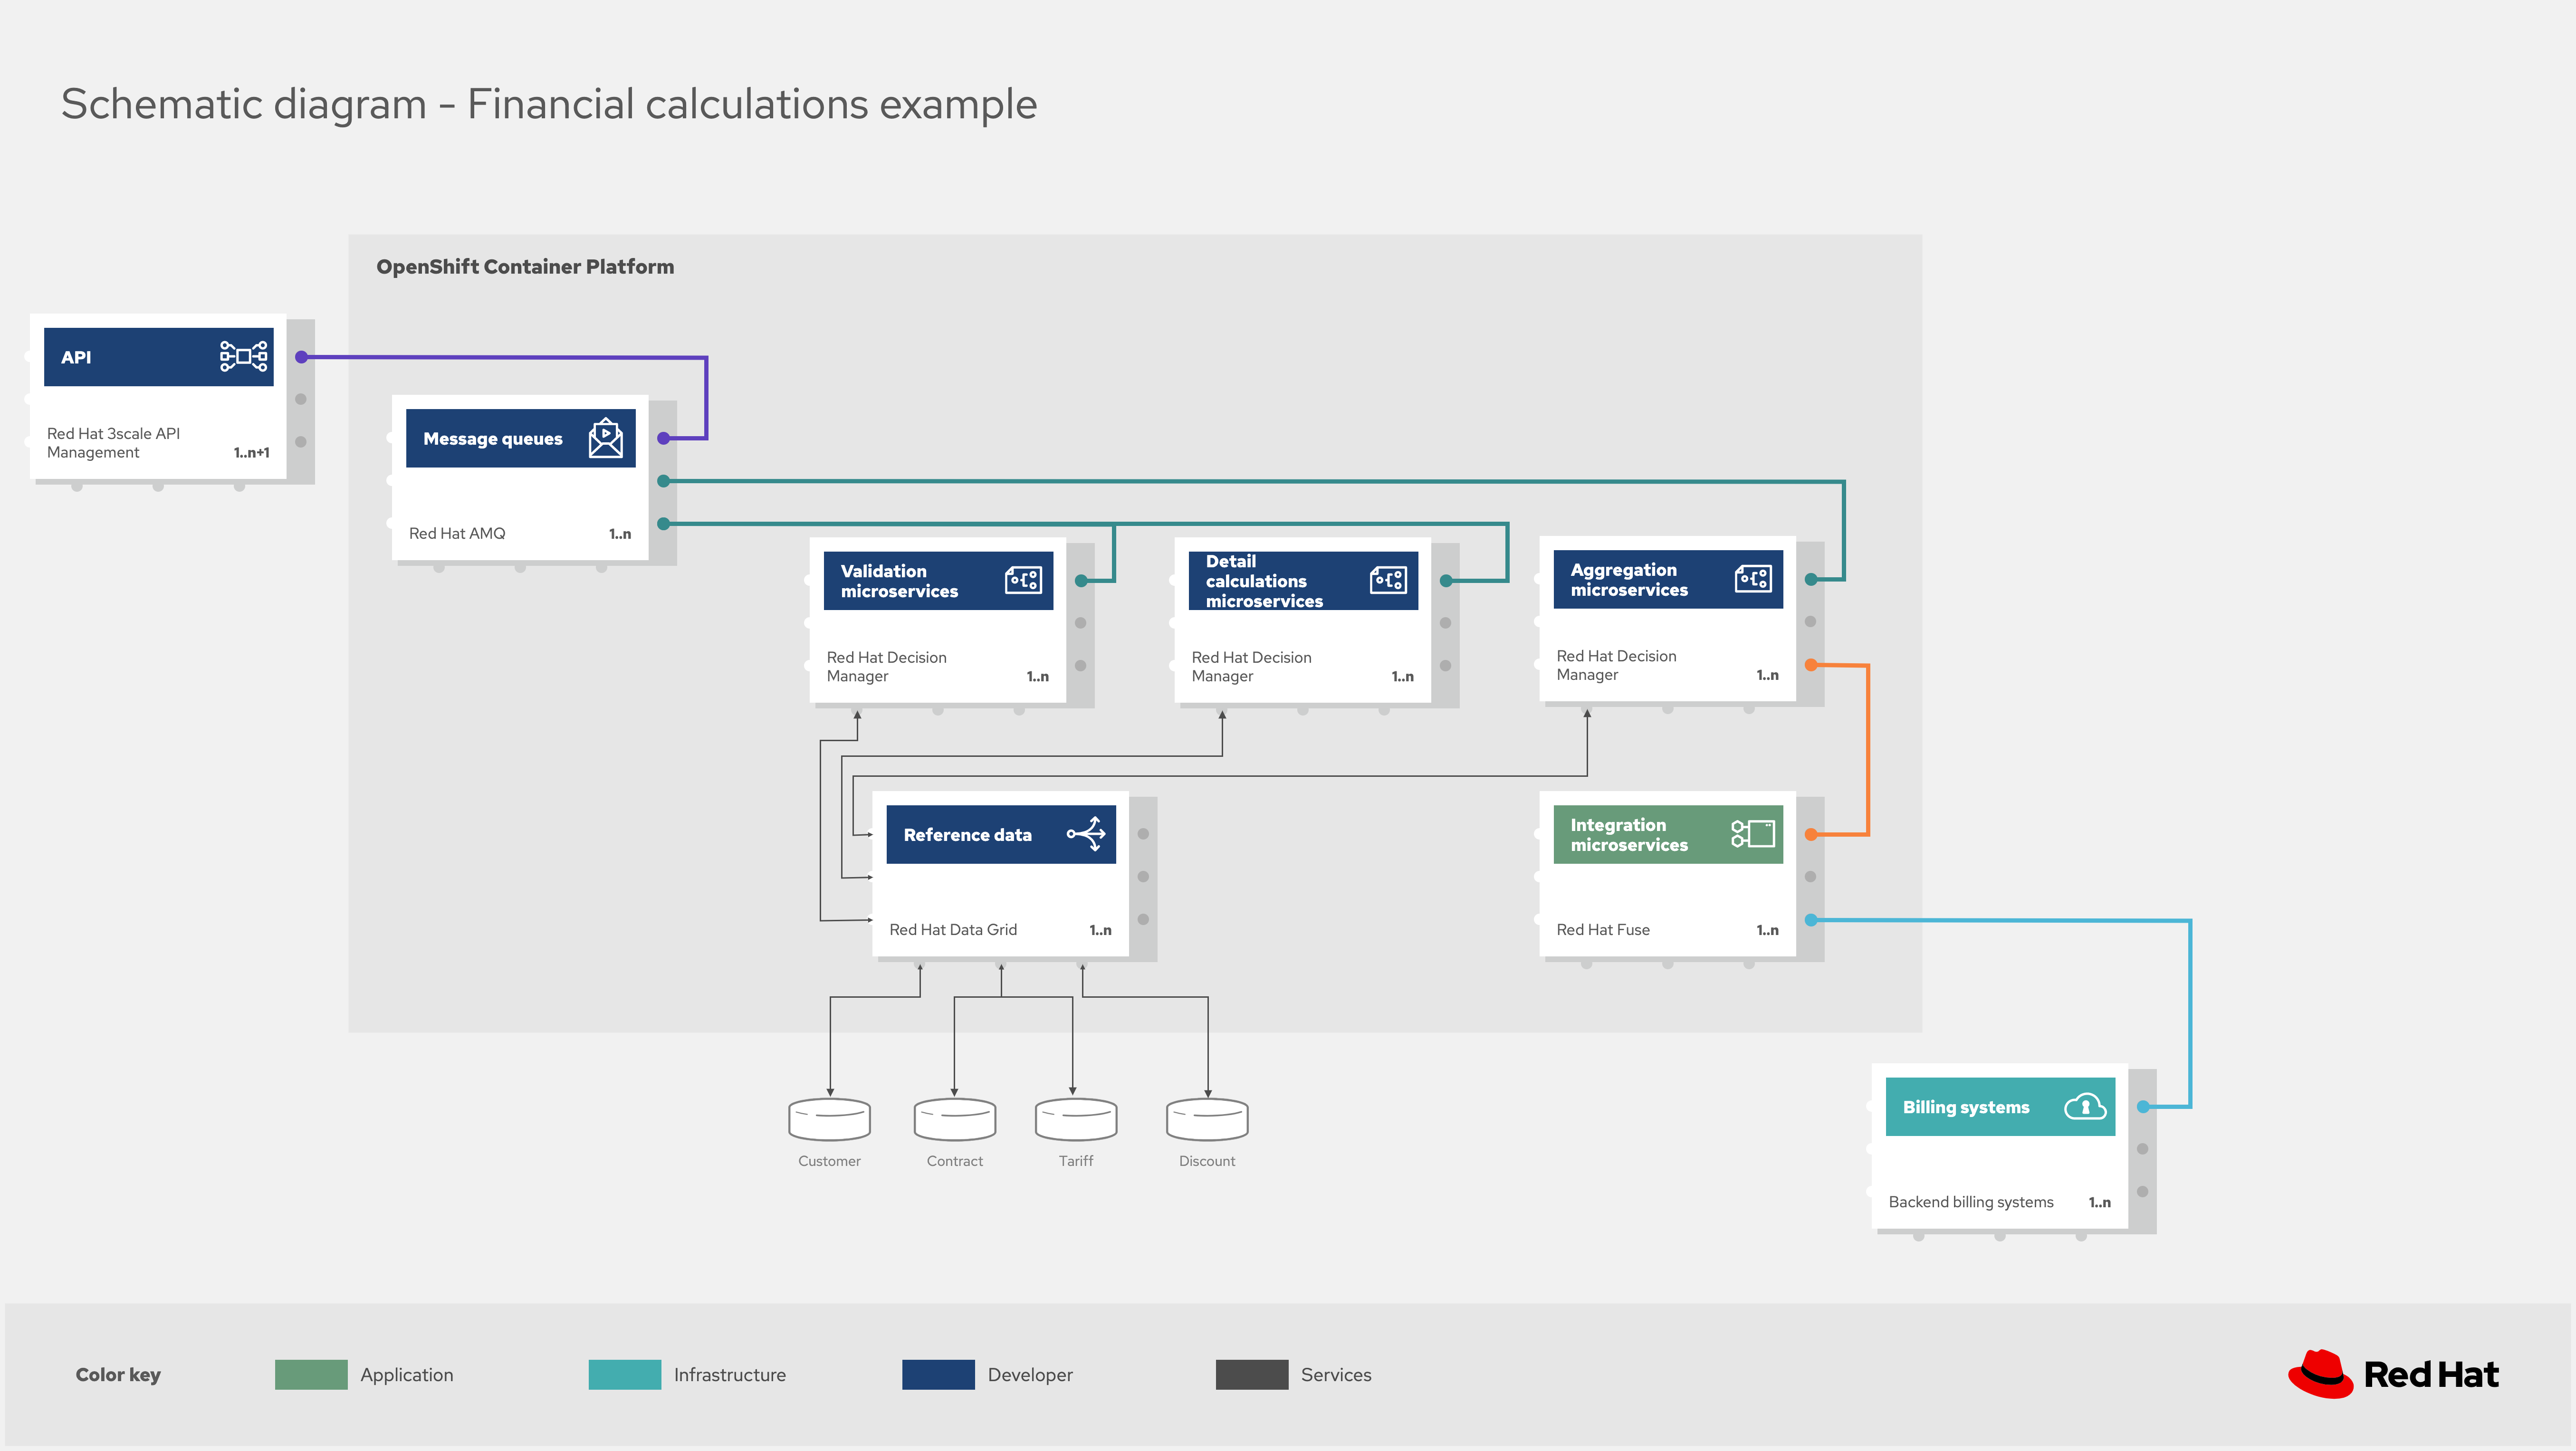 Schematic diagram - Financial calculations example
OpenShift Container Platform
API
Red Hat 3scale API
Management
1..n+1
Message queues
Red Hat AMQ
1..n
Validation
microservices
Red Hat Decision
Manager
1..n
Detail
calculations
microservices
Red Hat Decision
Manager
1..n
Aggregation
microservices
Red Hat Decision
Manager
1..n
Reference data
Red Hat Data Grid
1..n
Integration
microservices
Red Hat Fuse
1..n
Customer
Contract
Tariff
Discount
Billing systems
Backend billing systems
1..n
Color key
Application
Infrastructure
Developer
Services
Red Hat